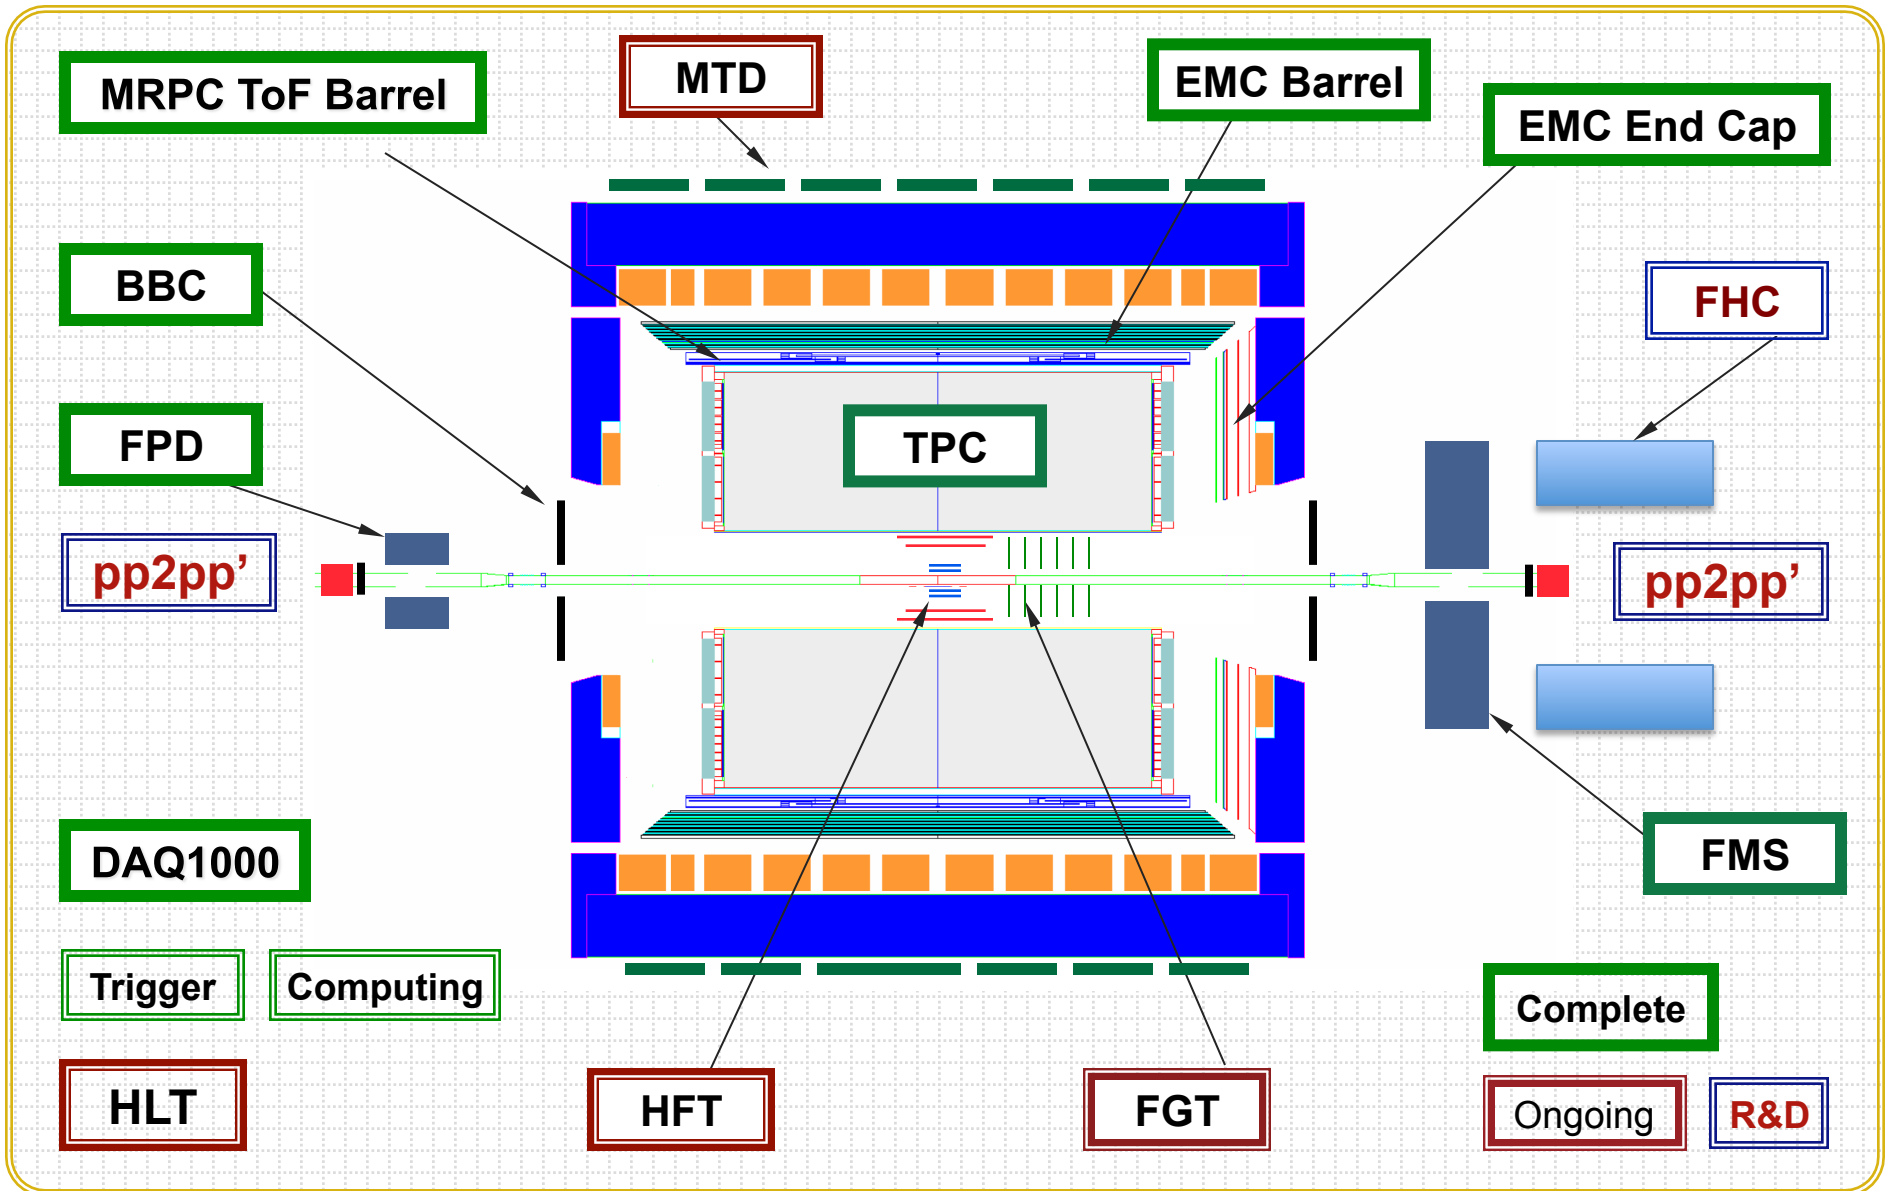 MRPC ToF Barrel
MTD
EMC Barrel
EMC End Cap
BBC
FHC
FPD
TPC
pp2pp’
pp2pp’
DAQ1000
FMS
Trigger
Computing
Complete
HLT
HFT
FGT
Ongoing
R&D